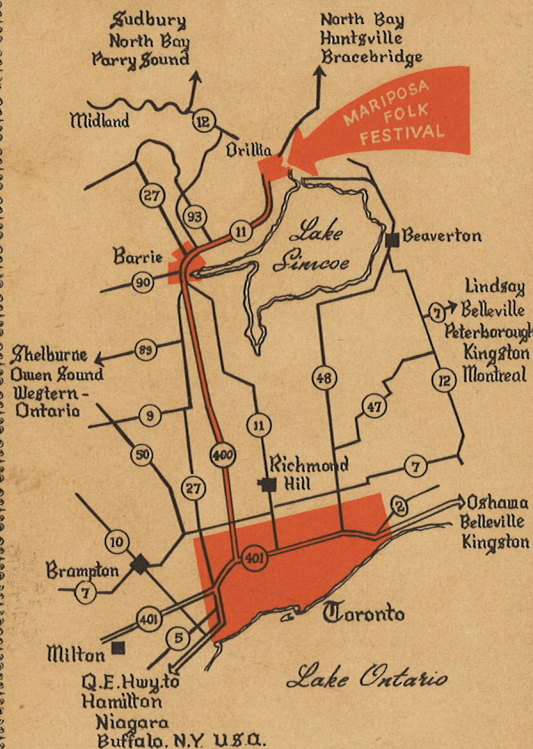 Sudbury
North Bay
Parry Sound
North Bay
Huntsville
Bracebridge
MARIPOSA
FOLK
FESTIVAL
Midland
12
Orillia
27
93
11
Lake
Simcoe
Beaverton
Barrie
90
Lindsay
7
Belleville
Peterborough
Kingston
Montreal
89
Shelburne
Owen Sound
Western-
Ontario
48
12
47
9
11
50
400
Richmond
Hill
7
27
2
Oshawa
Belleville
Kingston
10
401
Brampton
7
401
Toronto
5
Milton
Q.E.Hwy.to
Hamilton
Niagara
Buffalo, N.Y. U.S.A.
Lake Ontario